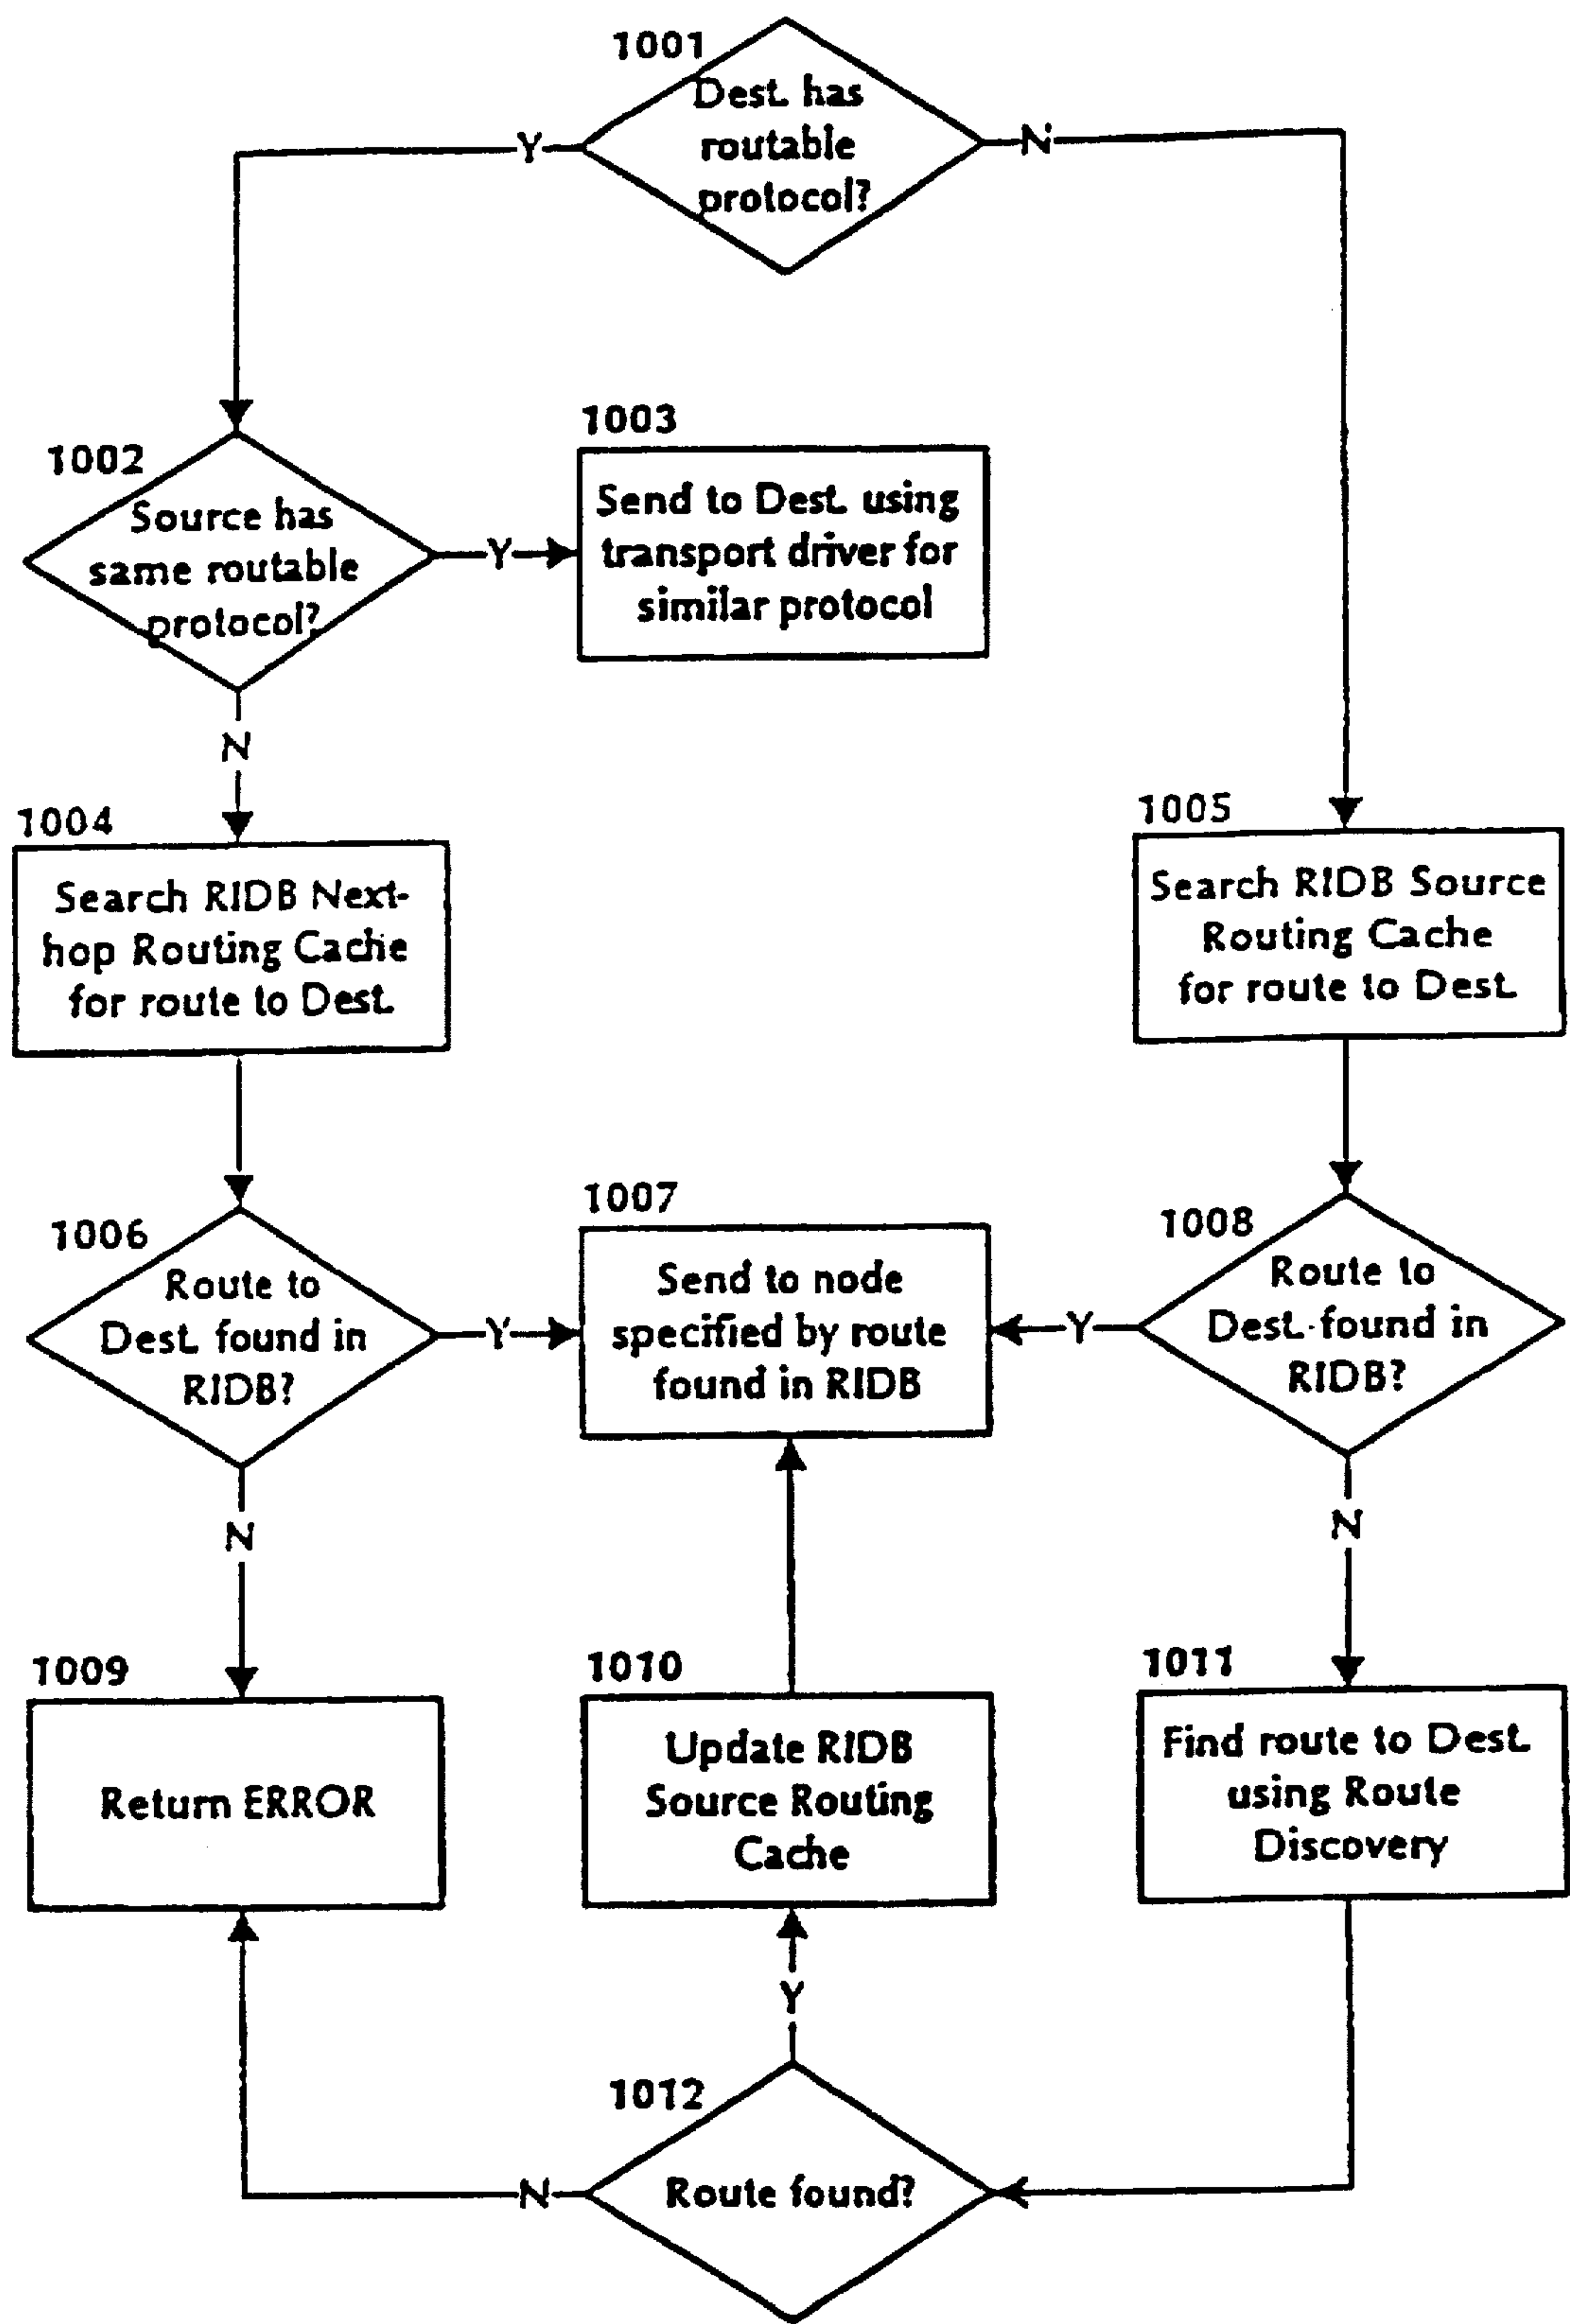 1001
Dest. has
routable
protocol?
Y
N
1002
Source has
same routable
protocol?
Y
N
1003
Send to Dest. using
transport driver for
similar protocol
1004
Search RIDB Next-
hop Routing Cache
for route to Dest.
1005
Search RIDB Source
Routing Cache
for route to Dest.
1006
Route to
Dest. found in
RIDB?
Y
N
1007
Send to node
specified by route
found in RIDB
1008
Route to
Dest. found in
RIDB?
Y
N
1009
Return ERROR
1010
Update RIDB
Source Routing
Cache
1011
Find route to Dest.
using Route
Discovery
1012
Route found?
Y
N